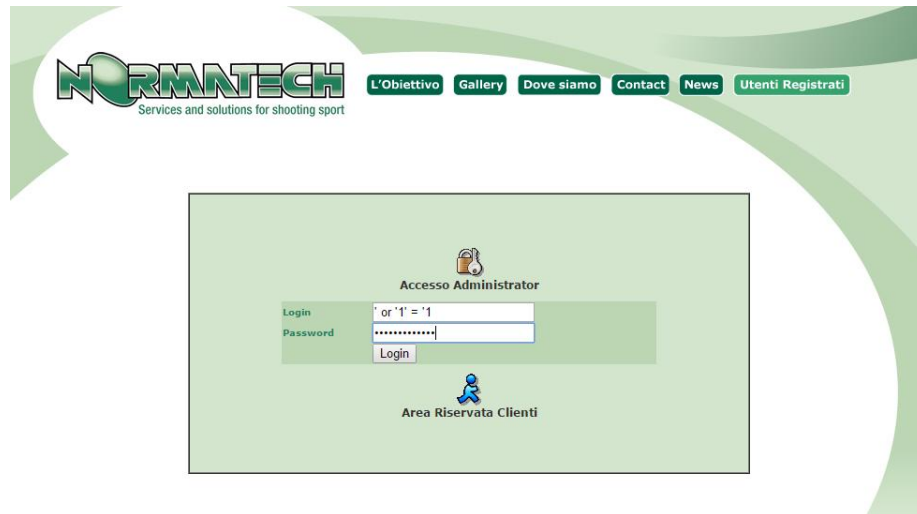 NORMATECH
Services and solutions for shooting sport
L'Obiettivo Gallery Dove siamo Contact News Utenti Registrati
Accesso Administrator
Login ' or '1' = '1
Password •••••••••••••
Login
Area Riservata Clienti